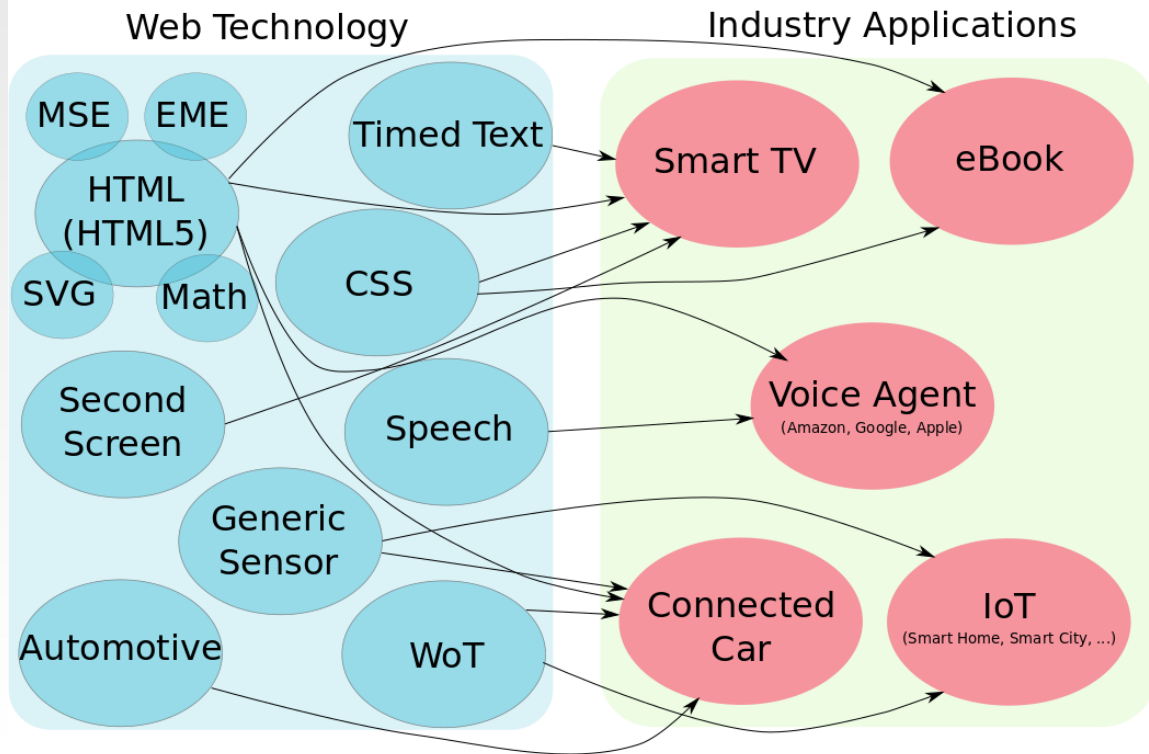 Web Technology
Industry Applications
MSE
EME
HTML
(HTML5)
SVG
Math
Timed Text
CSS
Second
Screen
Speech
Generic
Sensor
Automotive
WoT
Smart TV
eBook
Voice Agent
(Amazon, Google, Apple)
Connected
Car
IoT
(Smart Home, Smart City, ...)